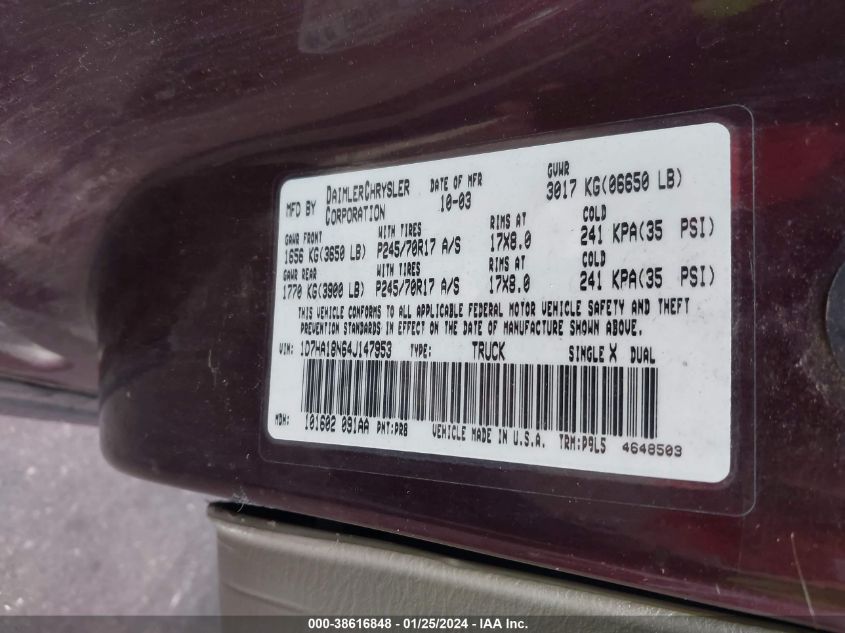 MFD BY DAIMLERCHRYSLER CORPORATION DATE OF MFR 10-03 GVWR 3017 KG(06650 LB)
GAWR FRONT WITH TIRES RIMS AT COLD
1656 KG(3650 LB) P245/70R17 A/S 17X8.0 241 KPA(35 PSI)
GAWR REAR WITH TIRES RIMS AT COLD
1770 KG(3900 LB) P245/70R17 A/S 17X8.0 241 KPA(35 PSI)
THIS VEHICLE CONFORMS TO ALL APPLICABLE FEDERAL MOTOR VEHICLE SAFETY AND THEFT
PREVENTION STANDARDS IN EFFECT ON THE DATE OF MANUFACTURE SHOWN ABOVE.
VIN: 1D7HA18N64J147953 TYPE: TRUCK SINGLE X DUAL
MDH: 101602 091AA PNT:PR8 VEHICLE MADE IN U.S.A. TRM:P9L5 4648503
000-38616848 - 01/25/2024 - IAA Inc.